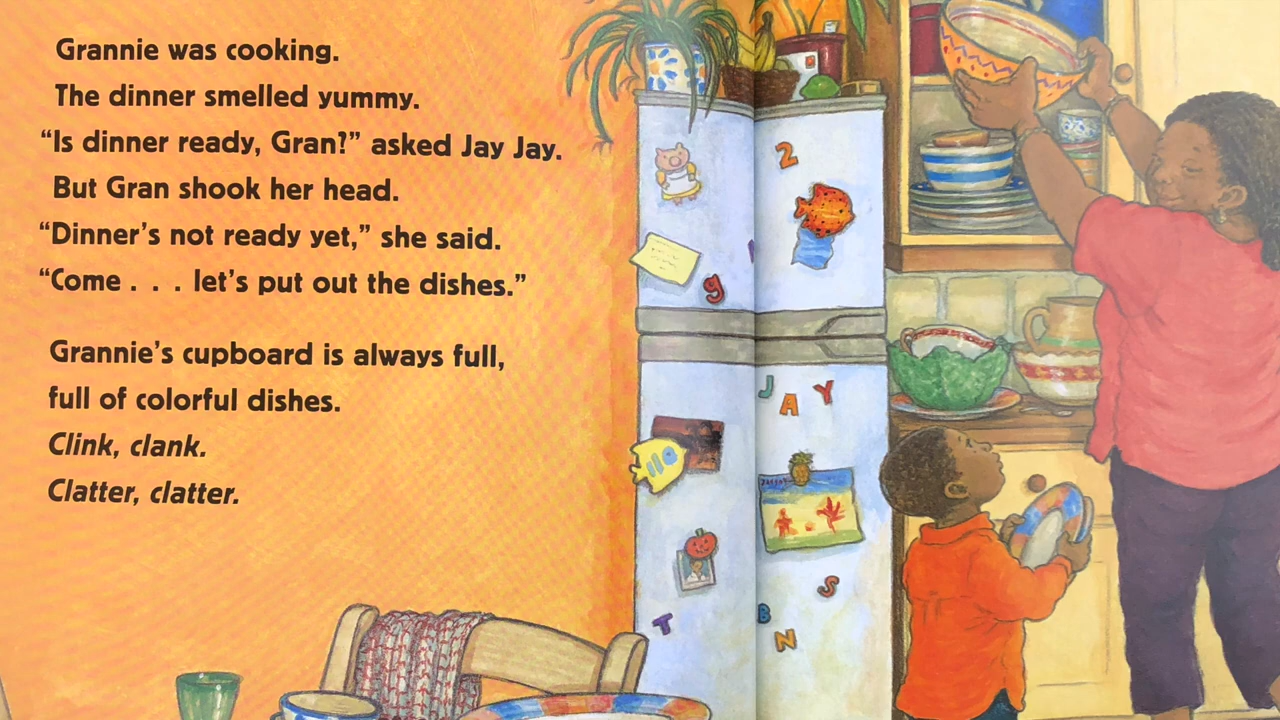 Grannie was cooking.
The dinner smelled yummy.
“Is dinner ready, Gran?” asked Jay Jay.
But Gran shook her head.
“Dinner’s not ready yet,” she said.
“Come . . . let’s put out the dishes.”
Grannie’s cupboard is always full,
full of colorful dishes.
Clink, clank.
Clatter, clatter.
2
g
J A Y
S
T
B
N